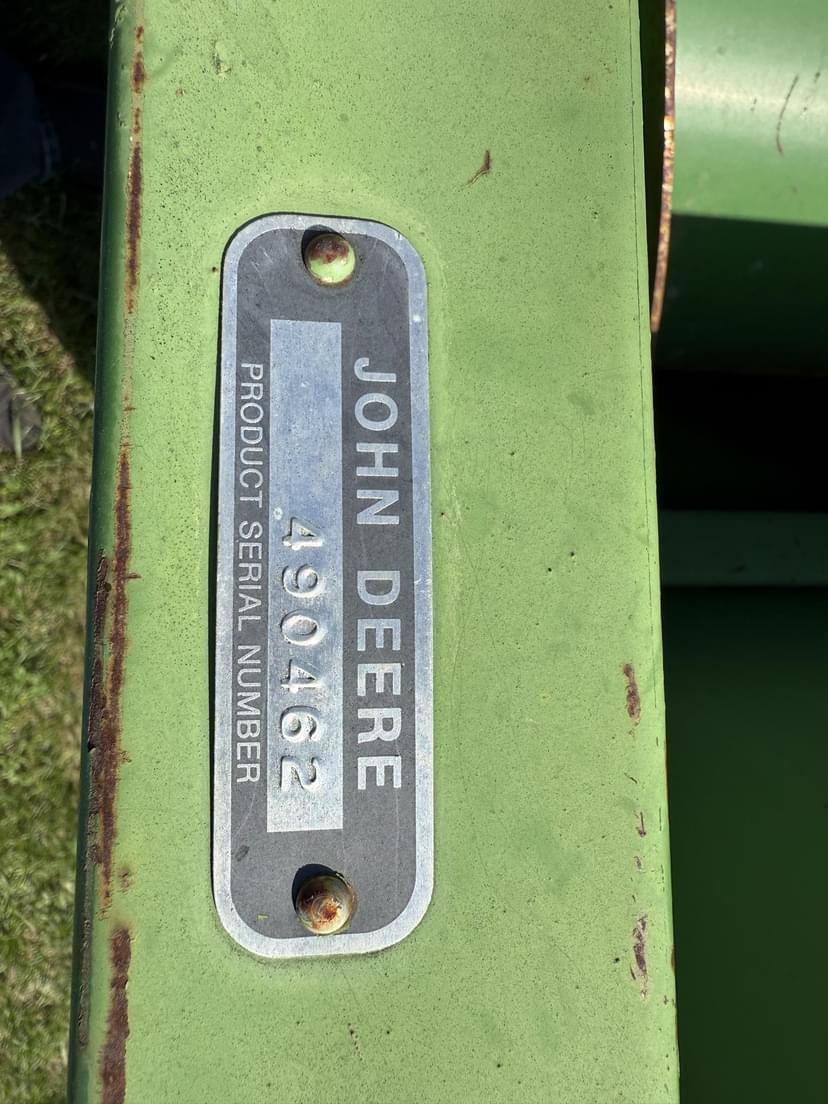 JOHN DEERE
490462
PRODUCT SERIAL NUMBER